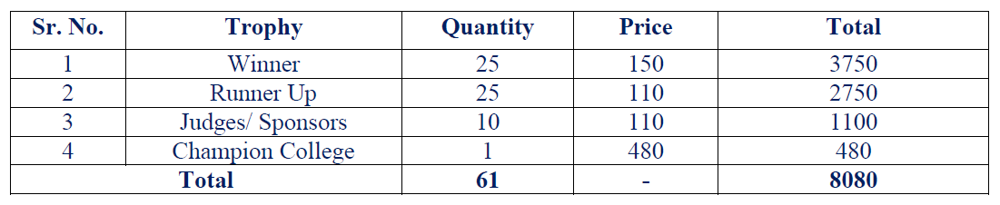 Sr. No. Trophy Quantity Price Total
1 Winner 25 150 3750
2 Runner Up 25 110 2750
3 Judges/ Sponsors 10 110 1100
4 Champion College 1 480 480
Total 61 - 8080